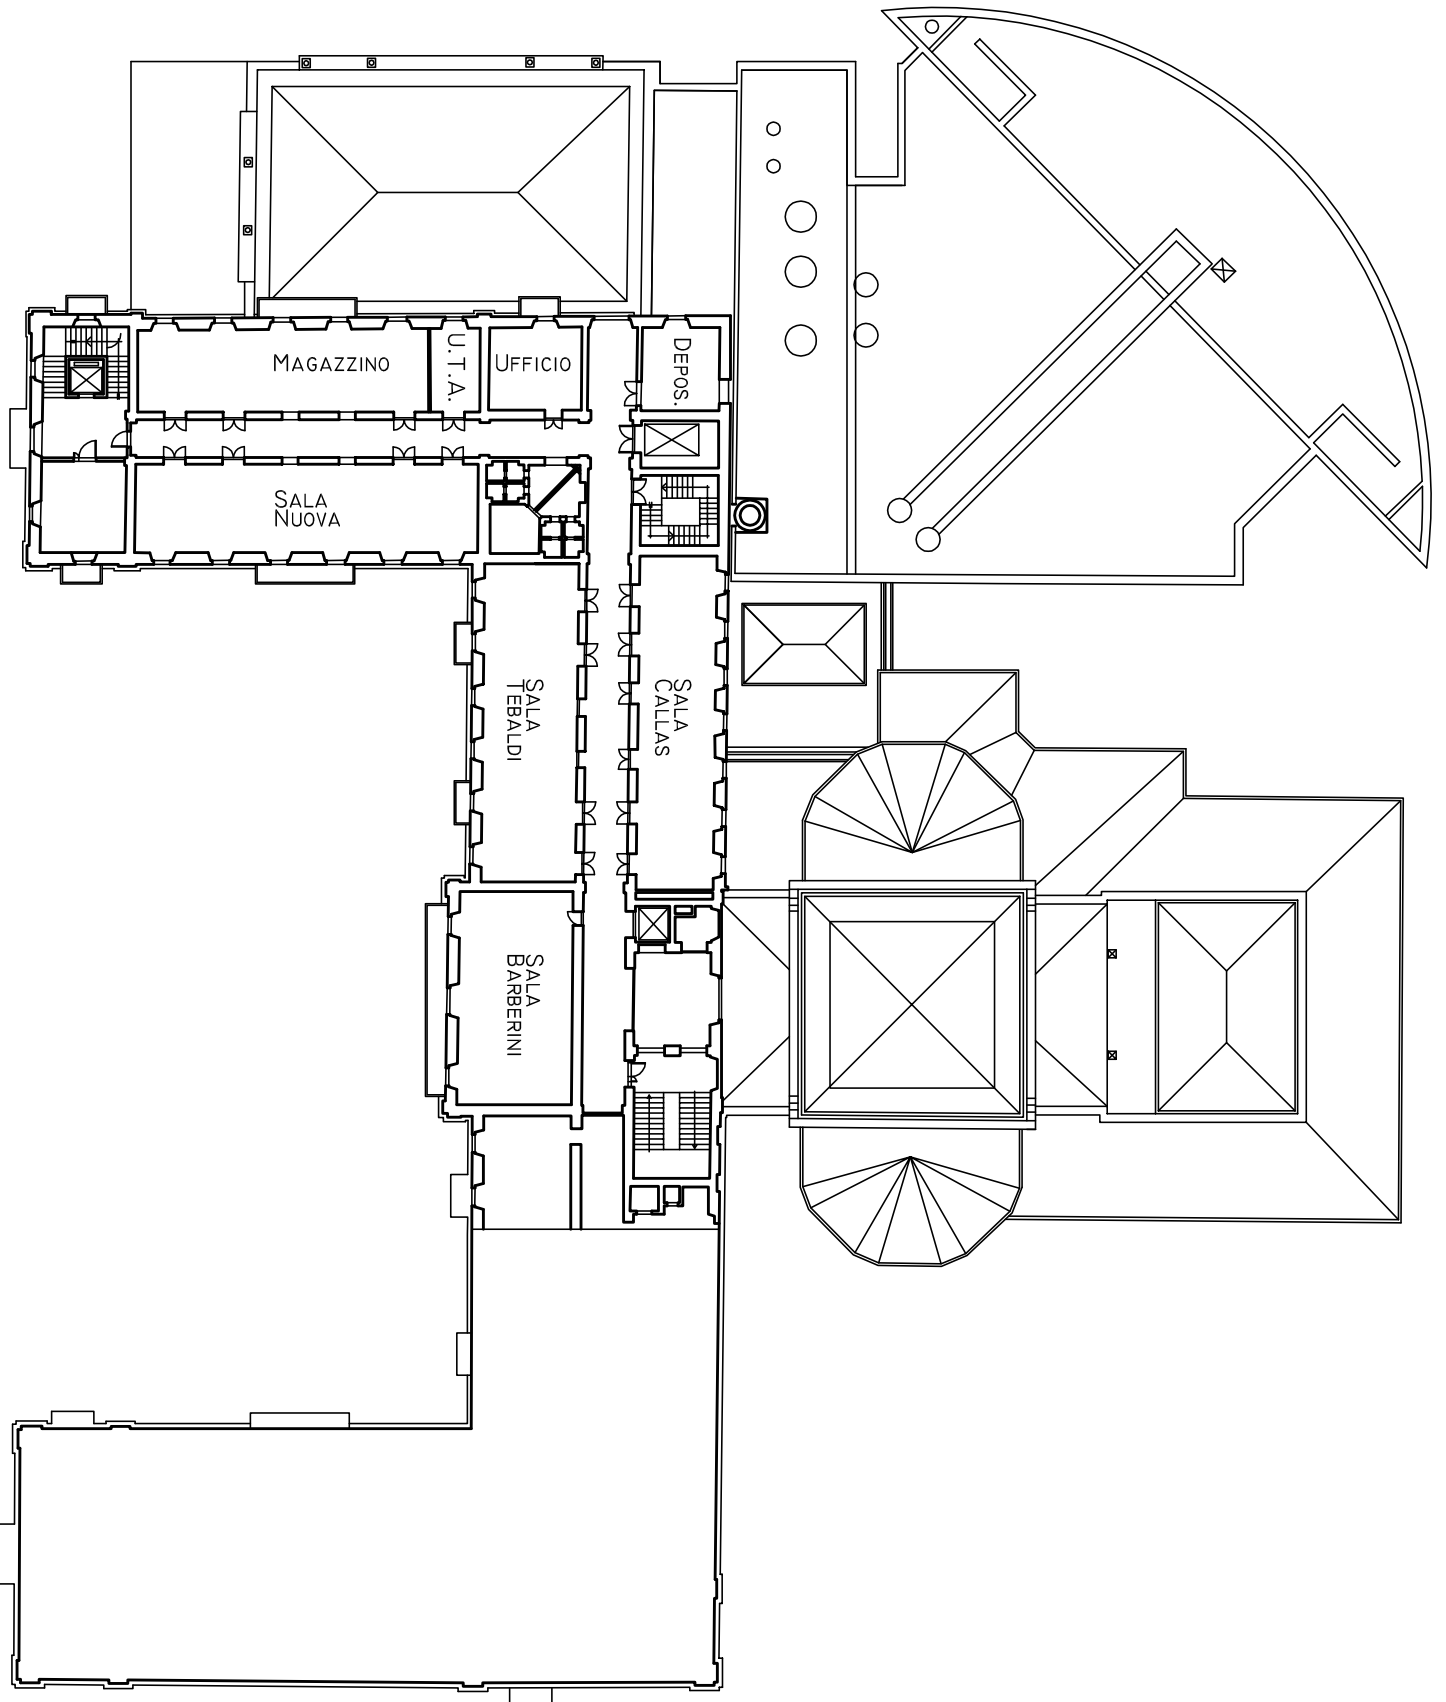 MAGAZZINO
U.T.A.
UFFICIO
DEPOS.
SALA
NUOVA
SALA
TEBALDI
SALA
CALLAS
SALA
BARBERINI